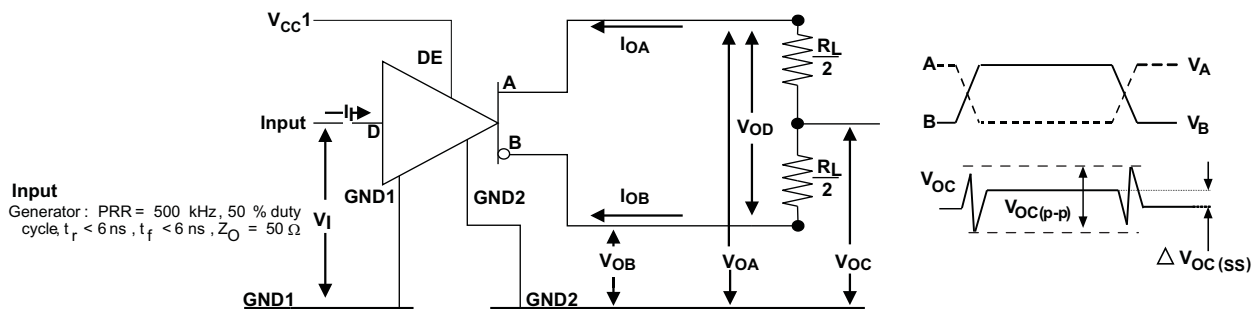 VCC1
DE
IOA
RL
2
A
II
Input
D
B
VOD
RL
2
GND1
GND2
IOB
Input
Generator: PRR = 500 kHz, 50 % duty
cycle, tr < 6 ns, tf < 6 ns, ZO = 50 Ω
VI
VOB
VOA
VOC
GND1
GND2
A
VA
B
VB
VOC
VOC(p-p)
△ VOC(SS)